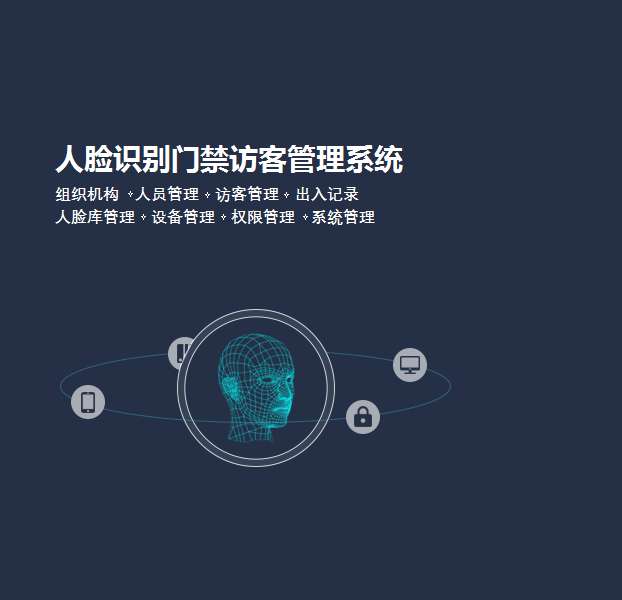 人脸识别门禁访客管理系统
组织机构 • 人员管理 • 访客管理 • 出入记录
人脸库管理 • 设备管理 • 权限管理 • 系统管理